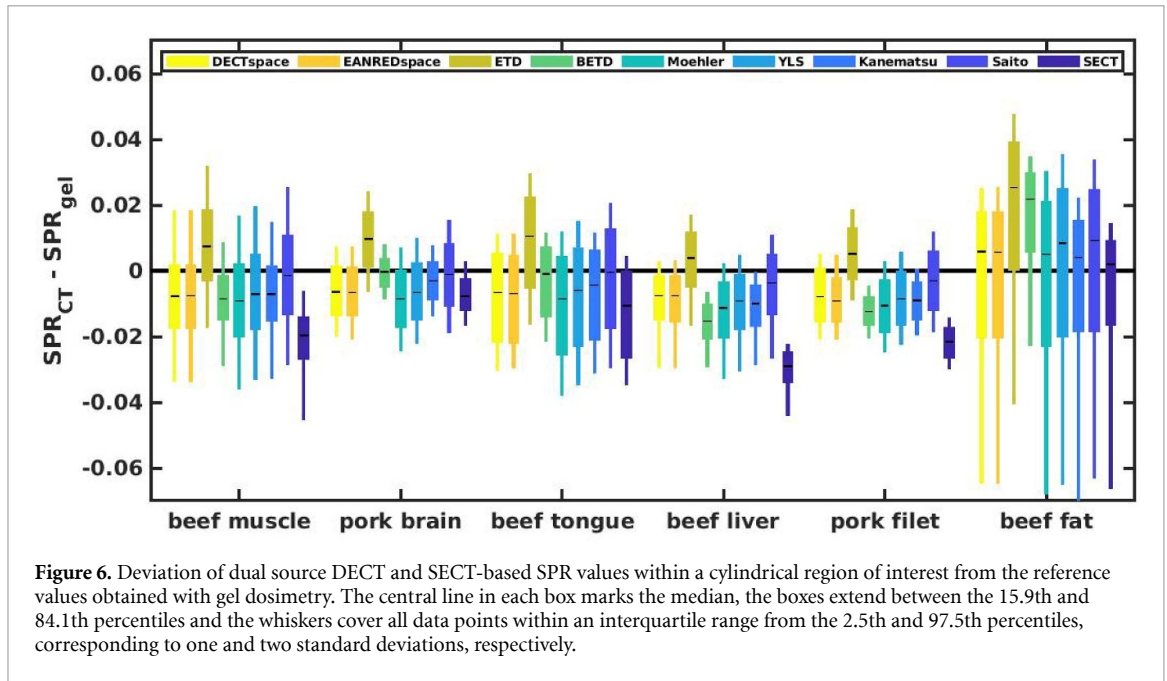 DECTspace EANREDspace ETD BETD Moehler YLS Kanematsu Saito SECT
0.06
0.04
0.02
0
-0.02
-0.04
-0.06
SPR_CT - SPR_gel
beef muscle pork brain beef tongue beef liver pork filet beef fat
Figure 6. Deviation of dual source DECT and SECT-based SPR values within a cylindrical region of interest from the reference
values obtained with gel dosimetry. The central line in each box marks the median, the boxes extend between the 15.9th and
84.1th percentiles and the whiskers cover all data points within an interquartile range from the 2.5th and 97.5th percentiles,
corresponding to one and two standard deviations, respectively.